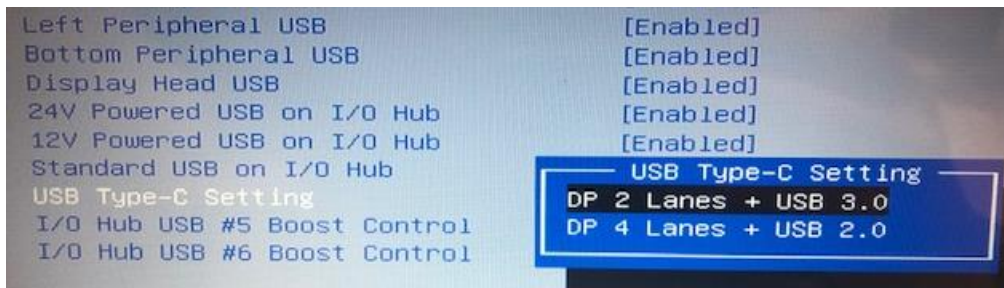 Left Peripheral USB [Enabled]
Bottom Peripheral USB [Enabled]
Display Head USB [Enabled]
24V Powered USB on I/O Hub [Enabled]
12V Powered USB on I/O Hub [Enabled]
Standard USB on I/O Hub
USB Type-C Setting
I/O Hub USB #5 Boost Control
I/O Hub USB #6 Boost Control
USB Type-C Setting
DP 2 Lanes + USB 3.0
DP 4 Lanes + USB 2.0